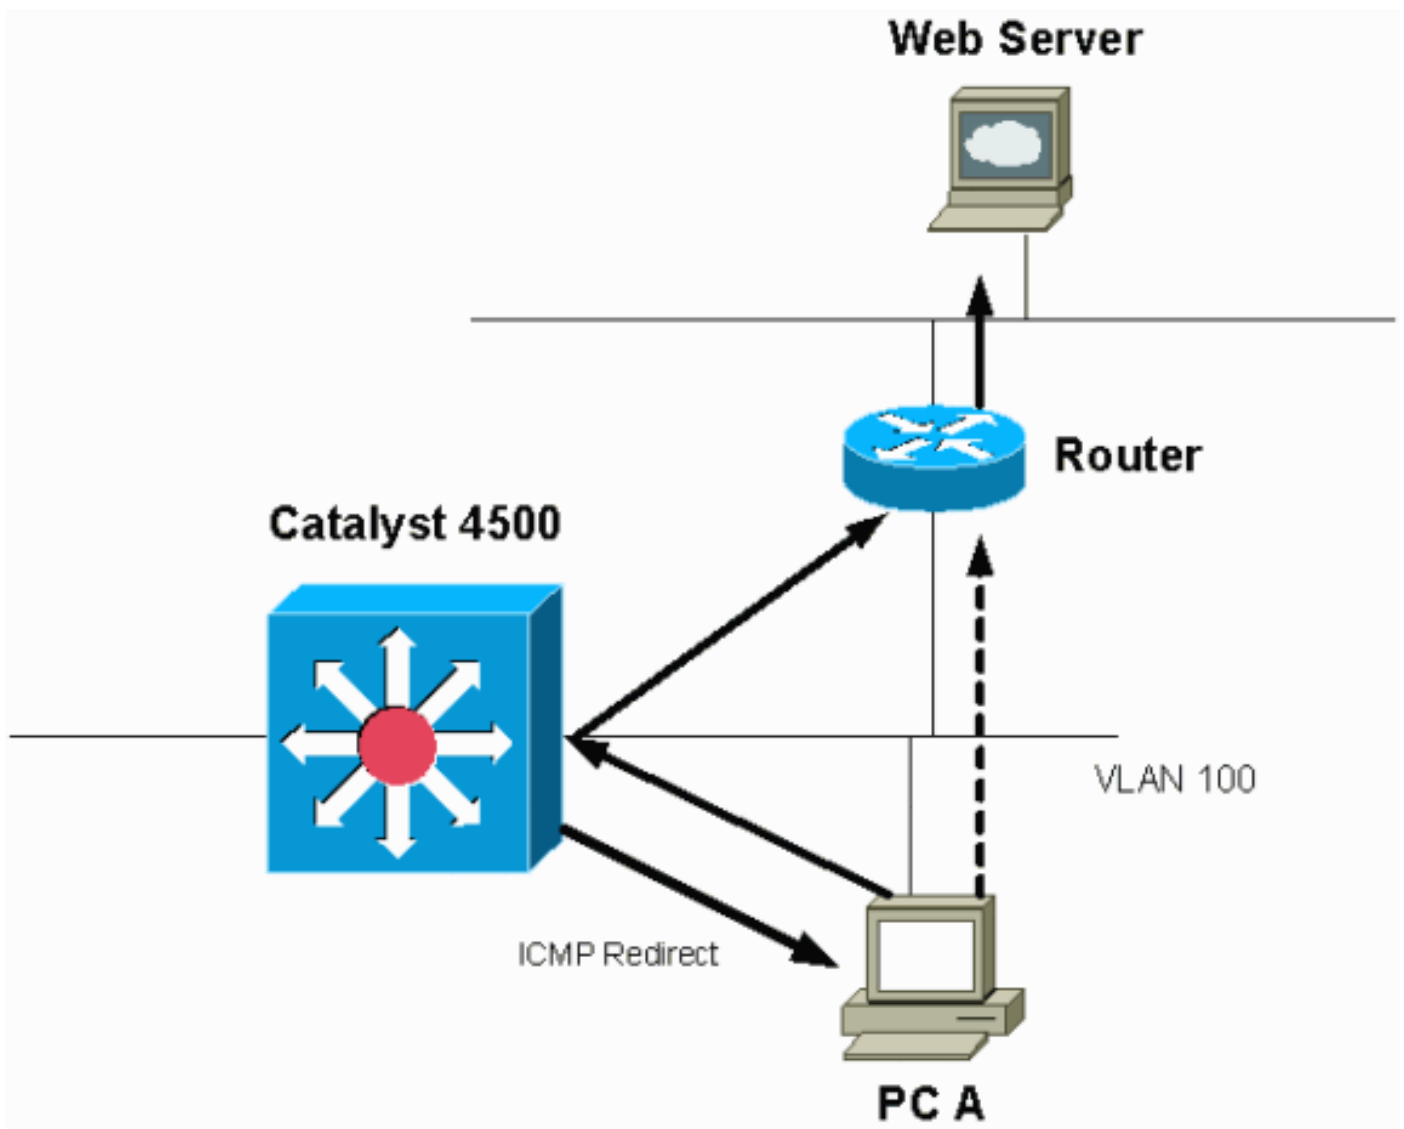 Web Server
Router
Catalyst 4500
VLAN 100
ICMP Redirect
PC A